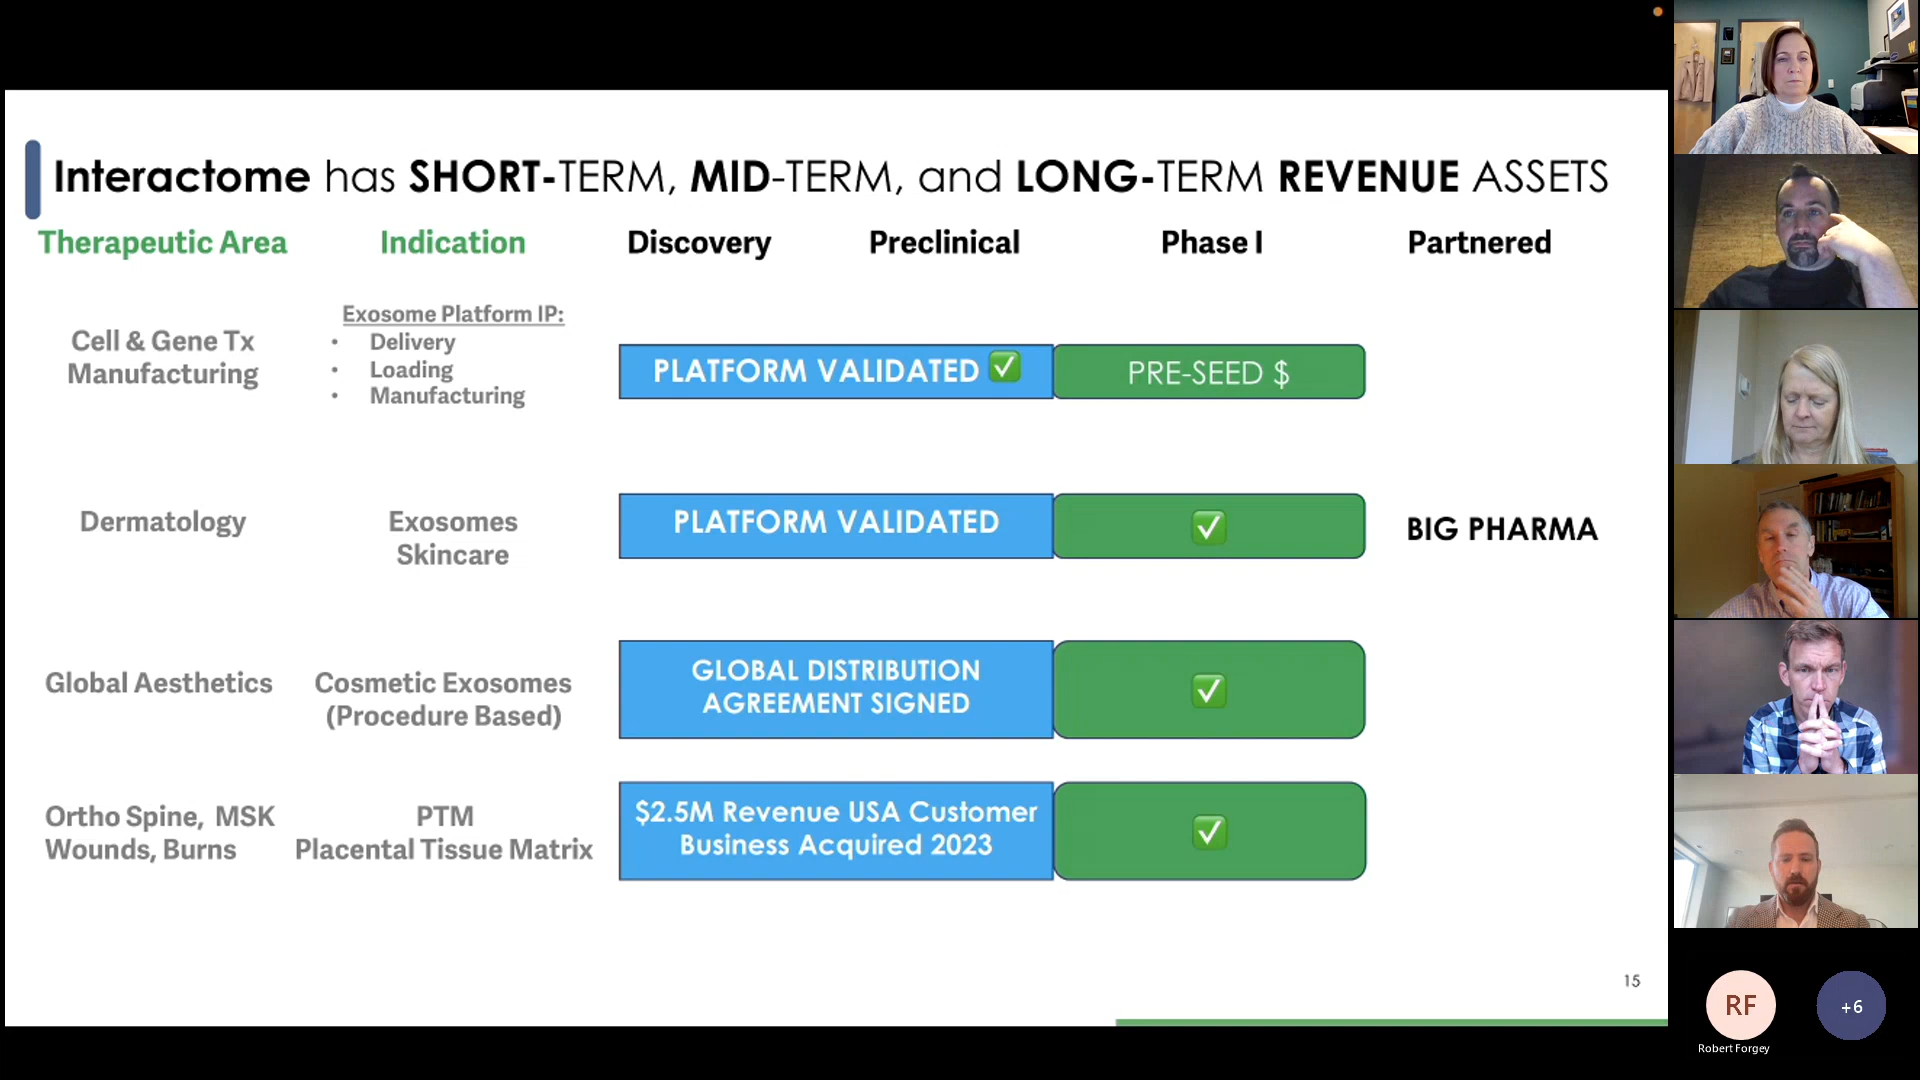 Interactome has SHORT-TERM, MID-TERM, and LONG-TERM REVENUE ASSETS
Therapeutic Area
Indication
Discovery
Preclinical
Phase I
Partnered
Cell & Gene Tx
Manufacturing
Exosome Platform IP:
• Delivery
• Loading
• Manufacturing
PLATFORM VALIDATED ✅
PRE-SEED $
Dermatology
Exosomes
Skincare
PLATFORM VALIDATED
✅
BIG PHARMA
Global Aesthetics
Cosmetic Exosomes
(Procedure Based)
GLOBAL DISTRIBUTION
AGREEMENT SIGNED
✅
Ortho Spine, MSK
Wounds, Burns
PTM
Placental Tissue Matrix
$2.5M Revenue USA Customer
Business Acquired 2023
✅
15
W
RF
Robert Forgey
+6